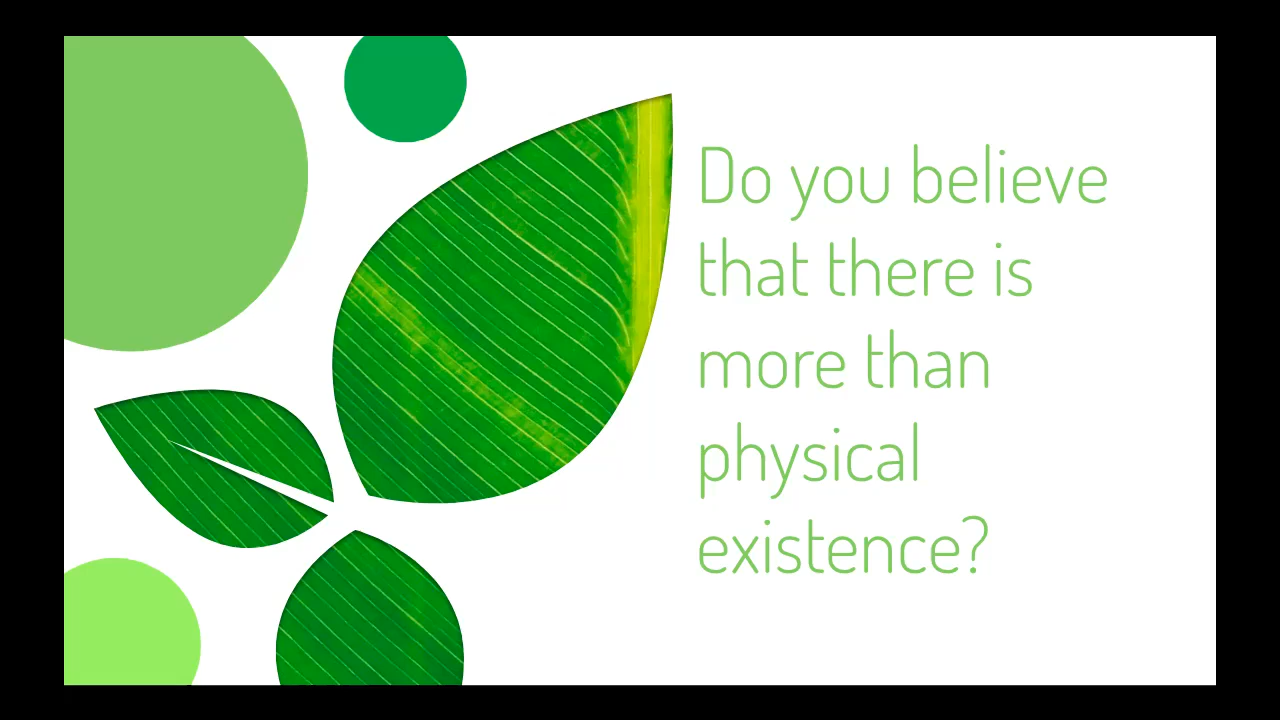 Do you believe
that there is
more than
physical
existence?